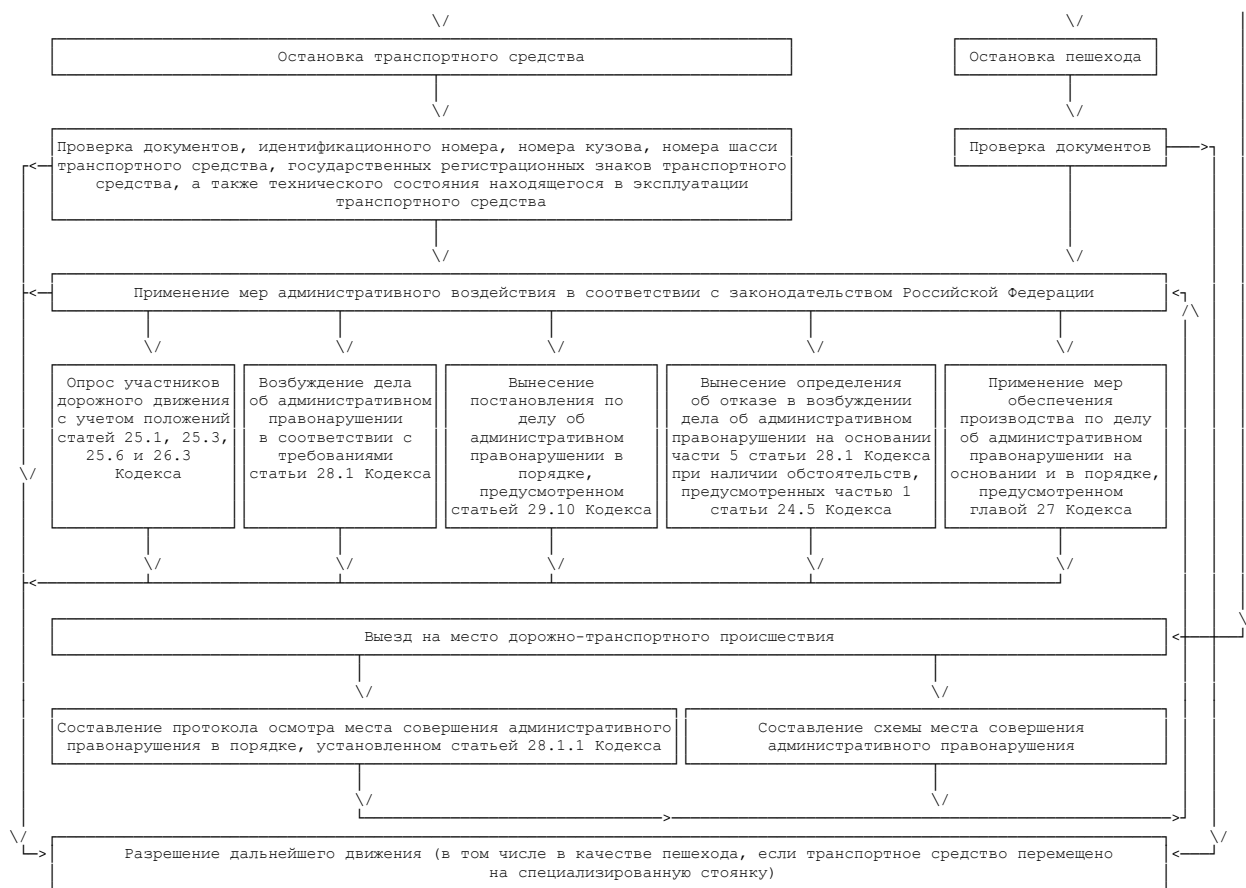 Остановка транспортного средства
Остановка пешехода
Проверка документов, идентификационного номера, номера кузова, номера шасси
транспортного средства, государственных регистрационных знаков транспортного
средства, а также технического состояния находящегося в эксплуатации
транспортного средства
Проверка документов
Применение мер административного воздействия в соответствии с законодательством Российской Федерации
Опрос участников
дорожного движения
с учетом положений
статей 25.1, 25.3,
25.6 и 26.3
Кодекса
Возбуждение дела
об административном
правонарушении
в соответствии с
требованиями
статьи 28.1 Кодекса
Вынесение
постановления по
делу об
административном
правонарушении в
порядке,
предусмотренном
статьей 29.10 Кодекса
Вынесение определения
об отказе в возбуждении
дела об административном
правонарушении на основании
части 5 статьи 28.1 Кодекса
при наличии обстоятельств,
предусмотренных частью 1
статьи 24.5 Кодекса
Применение мер
обеспечения
производства по делу
об административном
правонарушении на
основании и в порядке,
предусмотренном
главой 27 Кодекса
Выезд на место дорожно-транспортного происшествия
Составление протокола осмотра места совершения административного
правонарушения в порядке, установленном статьей 28.1.1 Кодекса
Составление схемы места совершения
административного правонарушения
Разрешение дальнейшего движения (в том числе в качестве пешехода, если транспортное средство перемещено
на специализированную стоянку)